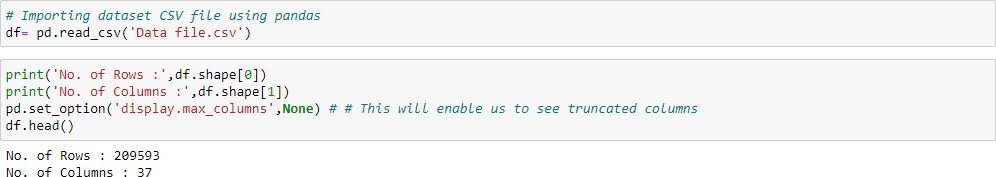 # Importing dataset CSV file using pandas
df= pd.read_csv('Data file.csv')
print('No. of Rows :',df.shape[0])
print('No. of Columns :',df.shape[1])
pd.set_option('display.max_columns',None) # # This will enable us to see truncated columns
df.head()
No. of Rows : 209593
No. of Columns : 37